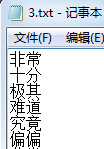 3.txt - 记事本
文件(F) 编辑(E)
非常
十分
极其
难道
究竟
偏偏